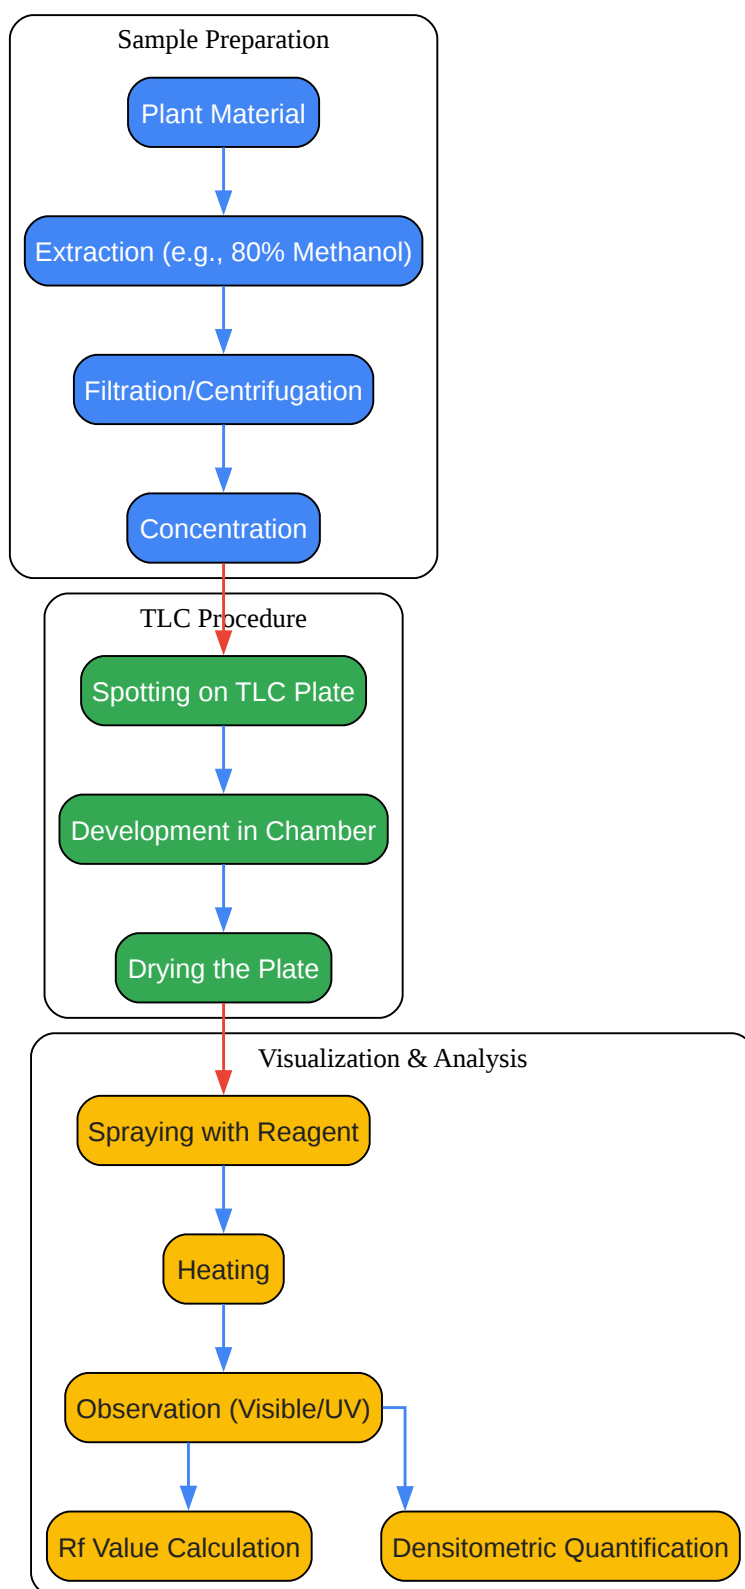 Sample Preparation
Plant Material
Extraction (e.g., 80% Methanol)
Filtration/Centrifugation
Concentration
TLC Procedure
Spotting on TLC Plate
Development in Chamber
Drying the Plate
Visualization & Analysis
Spraying with Reagent
Heating
Observation (Visible/UV)
Rf Value Calculation
Densitometric Quantification